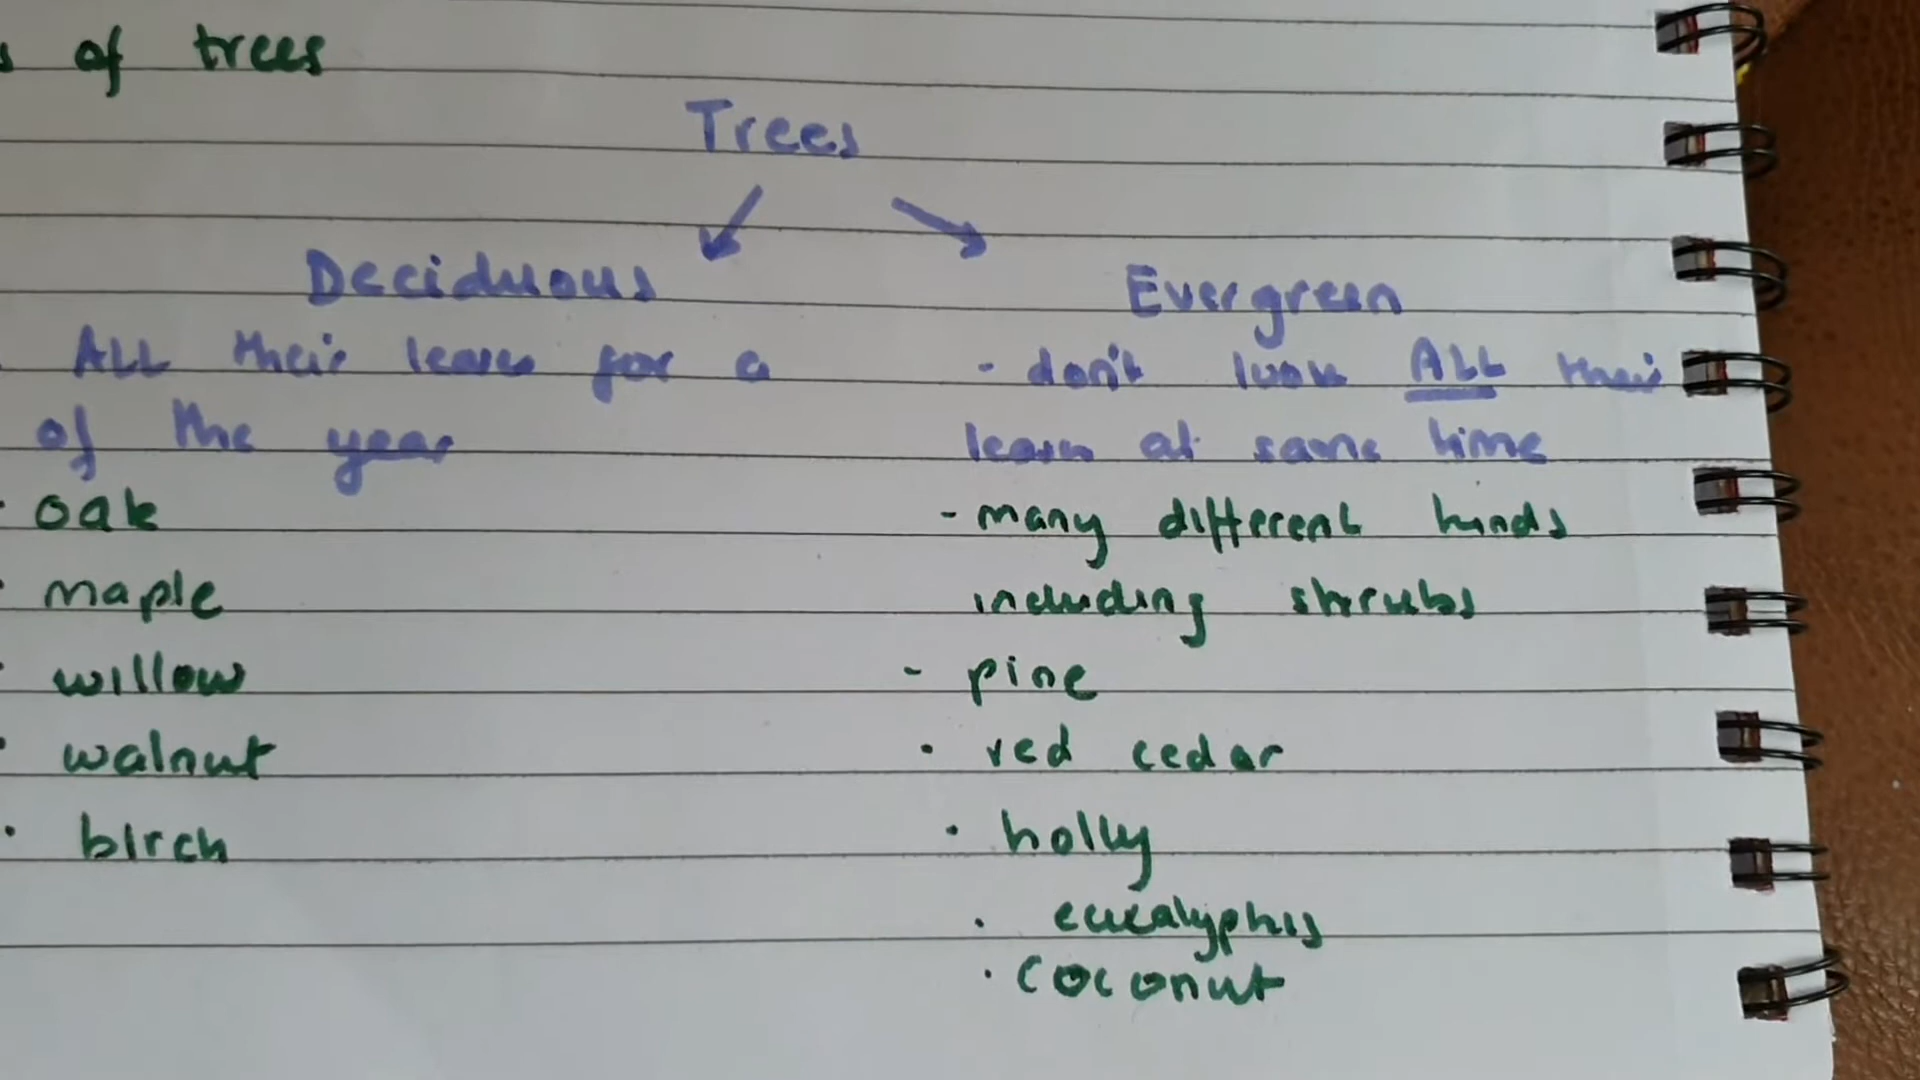 of trees
Trees
Deciduous
Evergreen
ALL their leaves for a
of the year
- don't loose ALL their
leaves at same time
· oak
· maple
· willow
· walnut
· birch
- many different kinds
including shrubs
- pine
· red cedar
· holly
· eucalyptus
· coconut